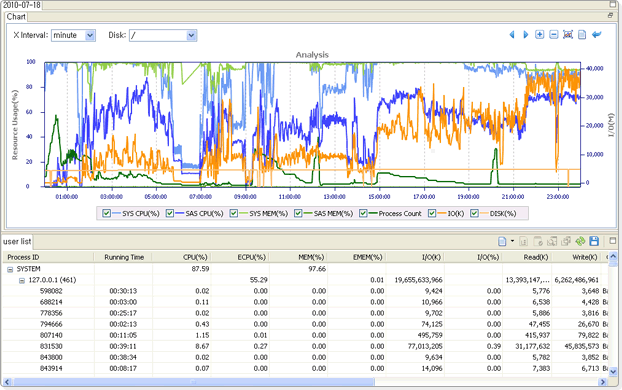 2010-07-18
Chart
X Interval: minute Disk: /
Analysis
Resource Usage(%)
I/O(M)
100
80
60
40
20
0
40,000
30,000
20,000
10,000
0
01:00:00 03:00:00 05:00:00 07:00:00 09:00:00 11:00:00 13:00:00 15:00:00 17:00:00 19:00:00 21:00:00 23:00:00
SYS CPU(%) SAS CPU(%) SYS MEM(%) SAS MEM(%) Process Count IO(K) DISK(%)
user list
Process ID Running Time CPU(%) ECPU(%) MEM(%) EMEM(%) I/O(K) I/O(%) Read(K) Write(K)
SYSTEM 87.59 97.66
127.0.0.1 (461) 55.29 0.01 19,655,633,966 13,393,147,... 6,262,486,961
598082 00:30:13 0.02 0.00 0.00 0.00 9,424 0.00 5,776 3,648 Ba
688214 00:03:00 0.11 0.00 0.00 0.00 10,966 0.00 6,538 4,428 Ba
778356 00:25:17 0.02 0.00 0.00 0.00 9,702 0.00 5,886 3,816 Ba
794666 00:02:13 0.43 0.00 0.00 0.00 74,125 0.00 47,455 26,670 Ba
807140 00:11:05 1.15 0.01 0.00 0.00 495,759 0.00 415,937 79,822 Ba
831530 00:39:11 8.67 0.27 0.00 0.00 77,013,205 0.39 31,177,632 45,835,573 Ba
843800 00:38:34 0.02 0.00 0.00 0.00 9,634 0.00 5,782 3,852 Ba
843914 00:08:17 0.07 0.00 0.00 0.00 14,096 0.00 7,383 6,713 Ba